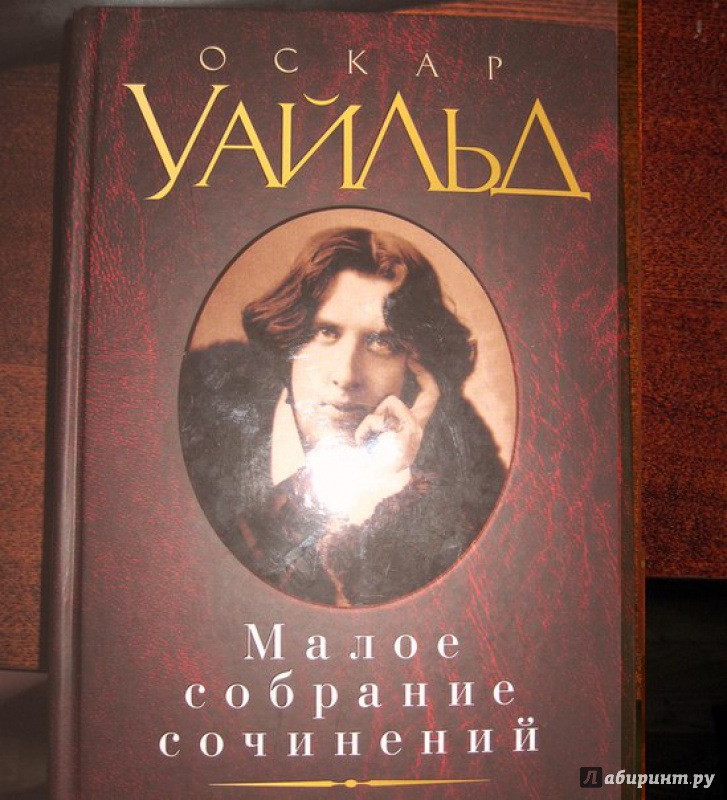 ОСКАР
УАЙЛЬД
Малое
собрание
сочинений
Лабиринт.ру